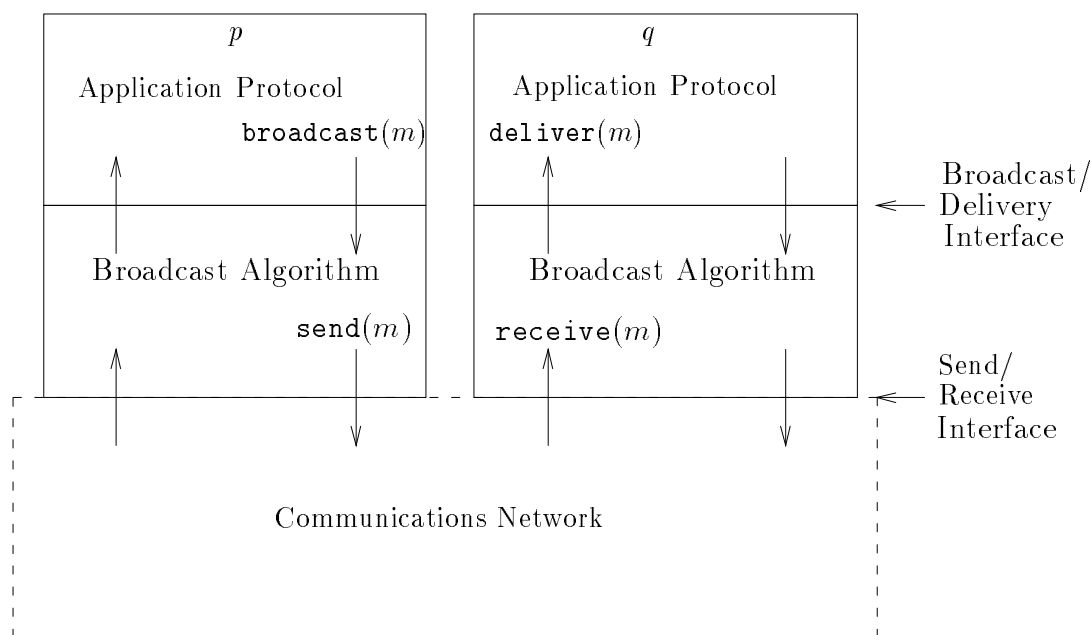 p
q
Application Protocol
Application Protocol
broadcast(m)
deliver(m)
Broadcast/
Delivery
Interface
Broadcast Algorithm
Broadcast Algorithm
send(m)
receive(m)
Send/
Receive
Interface
Communications Network